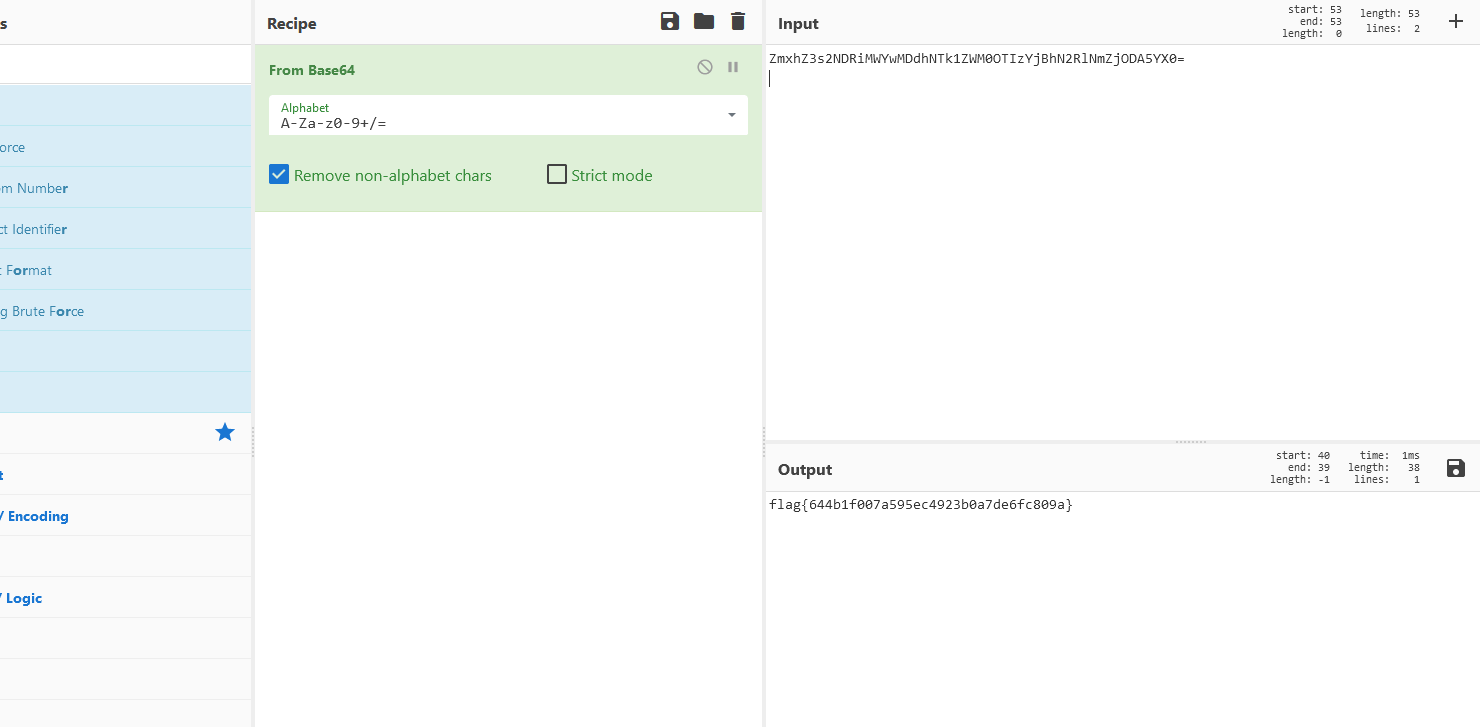 s
orce
em Number
ct Identifier
t Format
g Brute Force
t
/ Encoding
/ Logic
Recipe
From Base64
Alphabet
A-Za-z0-9+/=
Remove non-alphabet chars
Strict mode
Input
start: 53
end: 53
length: 0
length: 53
lines: 2
ZmxhZ3s2NDRiMWYwMDdhNTk1ZWM0OTIzYjBhN2RlNmZjODA5YX0=
Output
start: 40
end: 39
length: -1
time: 1ms
length: 38
lines: 1
flag{644b1f007a595ec4923b0a7de6fc809a}